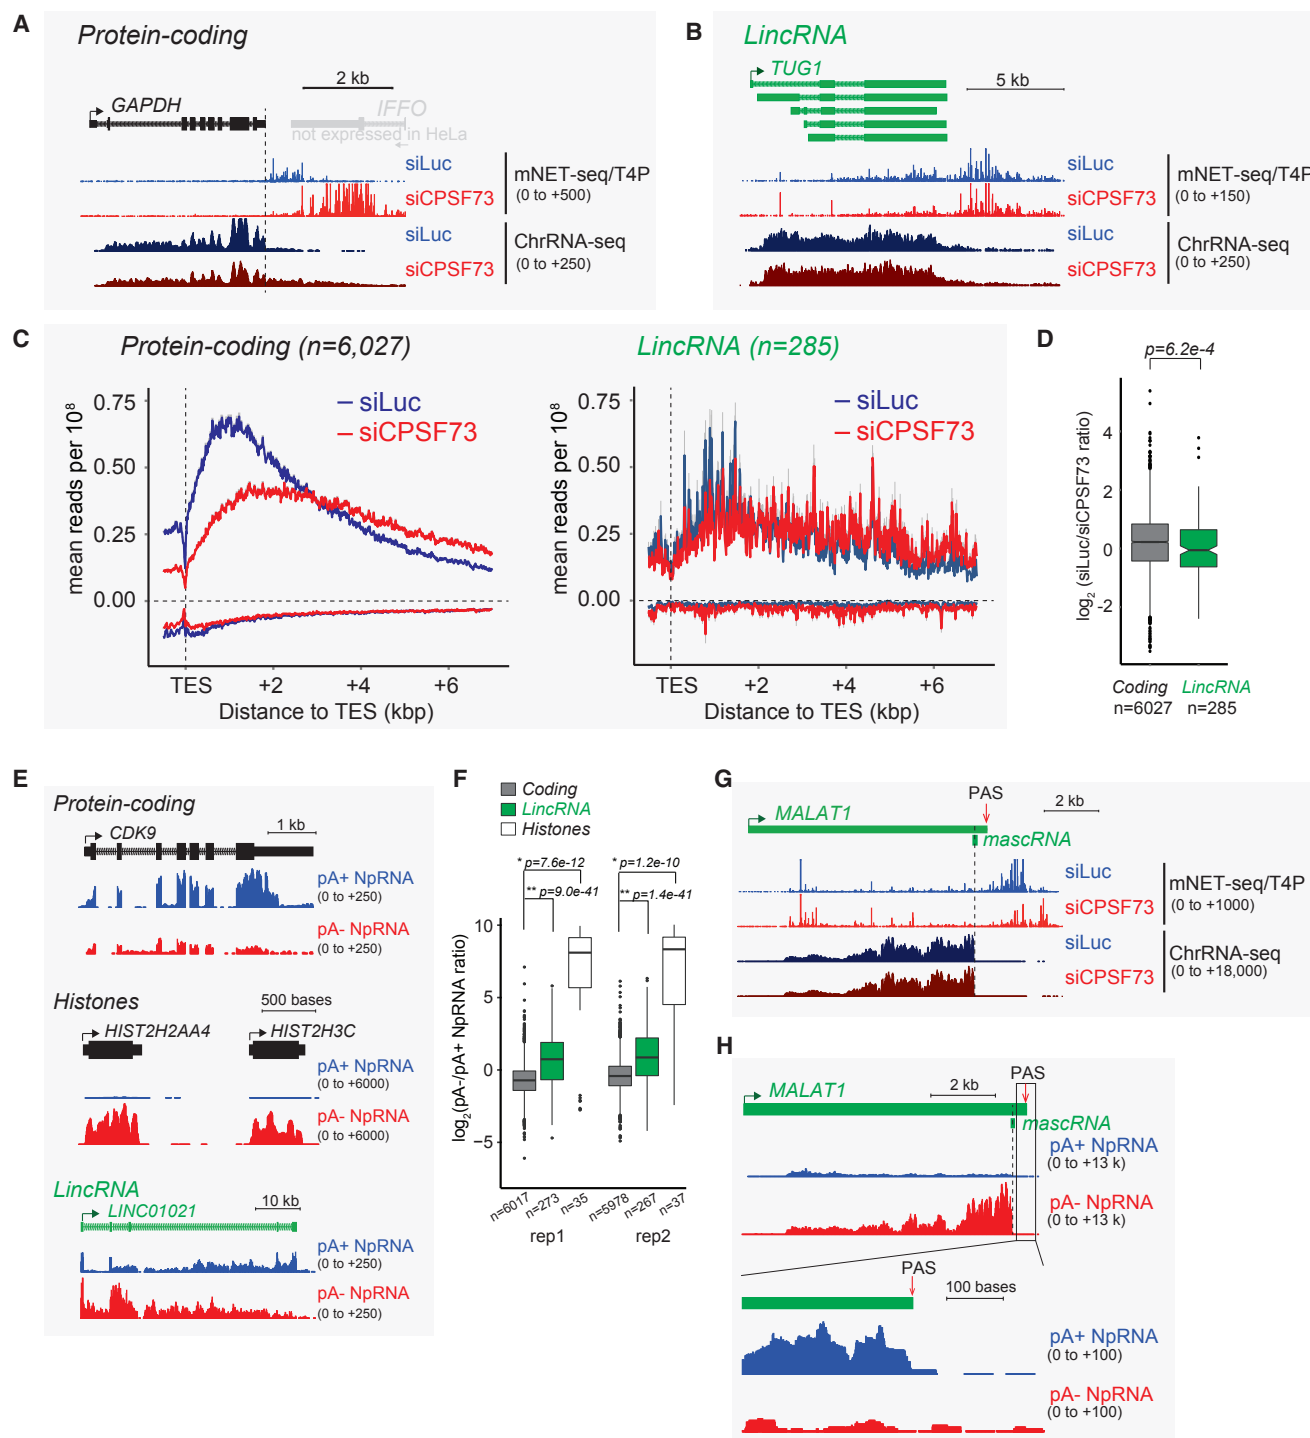 A
Protein-coding
2 kb
GAPDH
IFFO
not expressed in HeLa
siLuc
siCPSF73
mNET-seq/T4P
(0 to +500)
siLuc
siCPSF73
ChrRNA-seq
(0 to +250)
B
LincRNA
TUG1
5 kb
siLuc
siCPSF73
mNET-seq/T4P
(0 to +150)
siLuc
siCPSF73
ChrRNA-seq
(0 to +250)
C
Protein-coding (n=6,027)
mean reads per 10⁸
0.75
0.50
0.25
0.00
siLuc
siCPSF73
TES
+2
+4
+6
Distance to TES (kbp)
LincRNA (n=285)
mean reads per 10⁸
0.75
0.50
0.25
0.00
siLuc
siCPSF73
TES
+2
+4
+6
Distance to TES (kbp)
D
p=6.2e-4
log₂ (siLuc/siCPSF73 ratio)
4
2
0
-2
Coding
n=6027
LincRNA
n=285
E
Protein-coding
1 kb
CDK9
pA+ NpRNA
(0 to +250)
pA- NpRNA
(0 to +250)
Histones
500 bases
HIST2H2AA4
HIST2H3C
pA+ NpRNA
(0 to +6000)
pA- NpRNA
(0 to +6000)
LincRNA
LINC01021
10 kb
pA+ NpRNA
(0 to +250)
pA- NpRNA
(0 to +250)
F
Coding
LincRNA
Histones
* p=7.6e-12
** p=9.0e-41
* p=1.2e-10
** p=1.4e-41
log₂(pA-/pA+ NpRNA ratio)
10
5
0
−5
n=6017
n=273
n=35
n=5978
n=267
n=37
rep1
rep2
G
PAS
2 kb
MALAT1
mascRNA
siLuc
siCPSF73
mNET-seq/T4P
(0 to +1000)
siLuc
siCPSF73
ChrRNA-seq
(0 to +18,000)
H
PAS
2 kb
MALAT1
mascRNA
pA+ NpRNA
(0 to +13 k)
pA- NpRNA
(0 to +13 k)
PAS
100 bases
pA+ NpRNA
(0 to +100)
pA- NpRNA
(0 to +100)